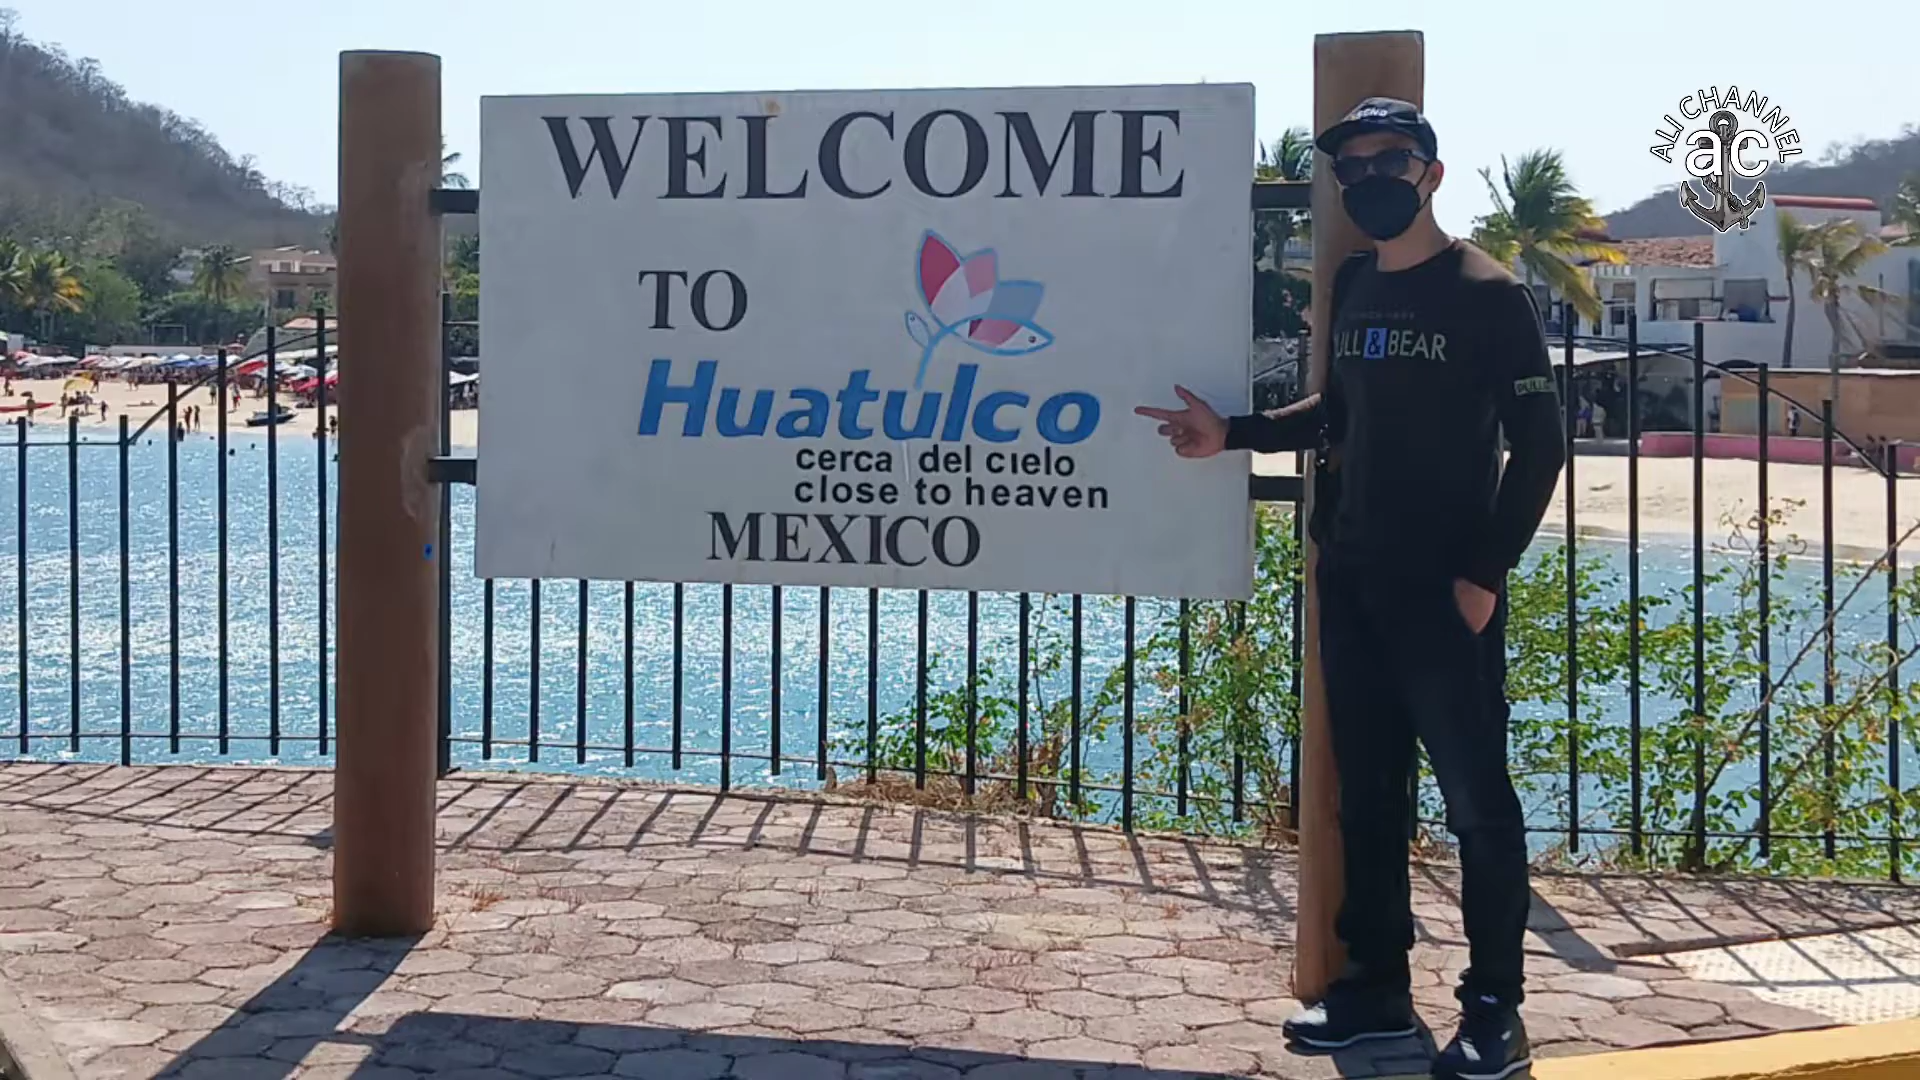 WELCOME
TO
Huatulco
cerca del cielo
close to heaven
MEXICO
ULL & BEAR
ALI CHANNEL
ac